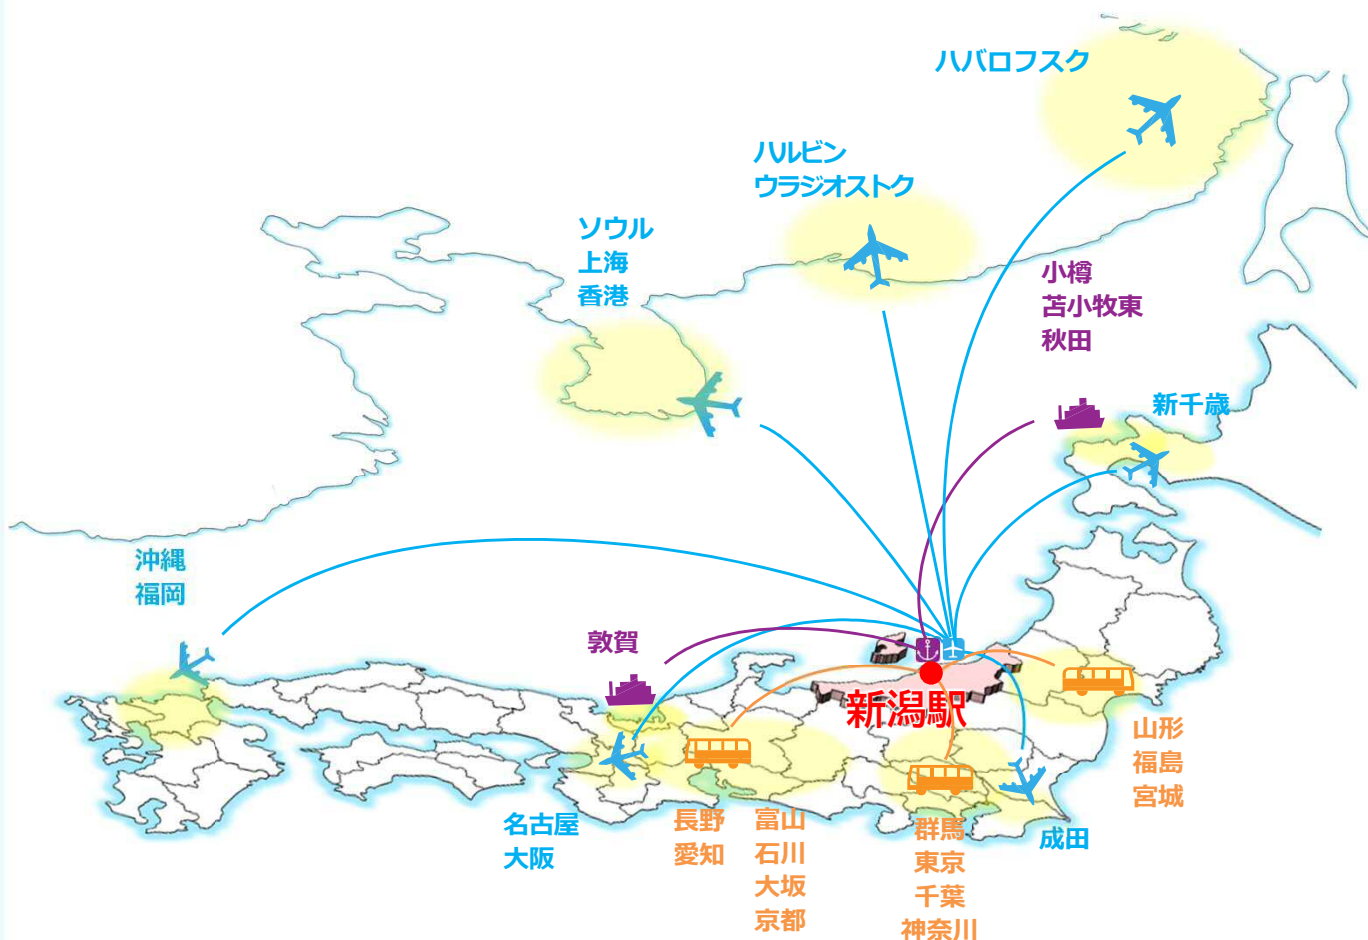 ハバロフスク
ハルビン
ウラジオストク
ソウル
上海
香港
小樽
苫小牧東
秋田
新千歳
沖縄
福岡
敦賀
新潟駅
山形
福島
宮城
名古屋
大阪
長野
愛知
富山
石川
大坂
京都
群馬
東京
千葉
神奈川
成田